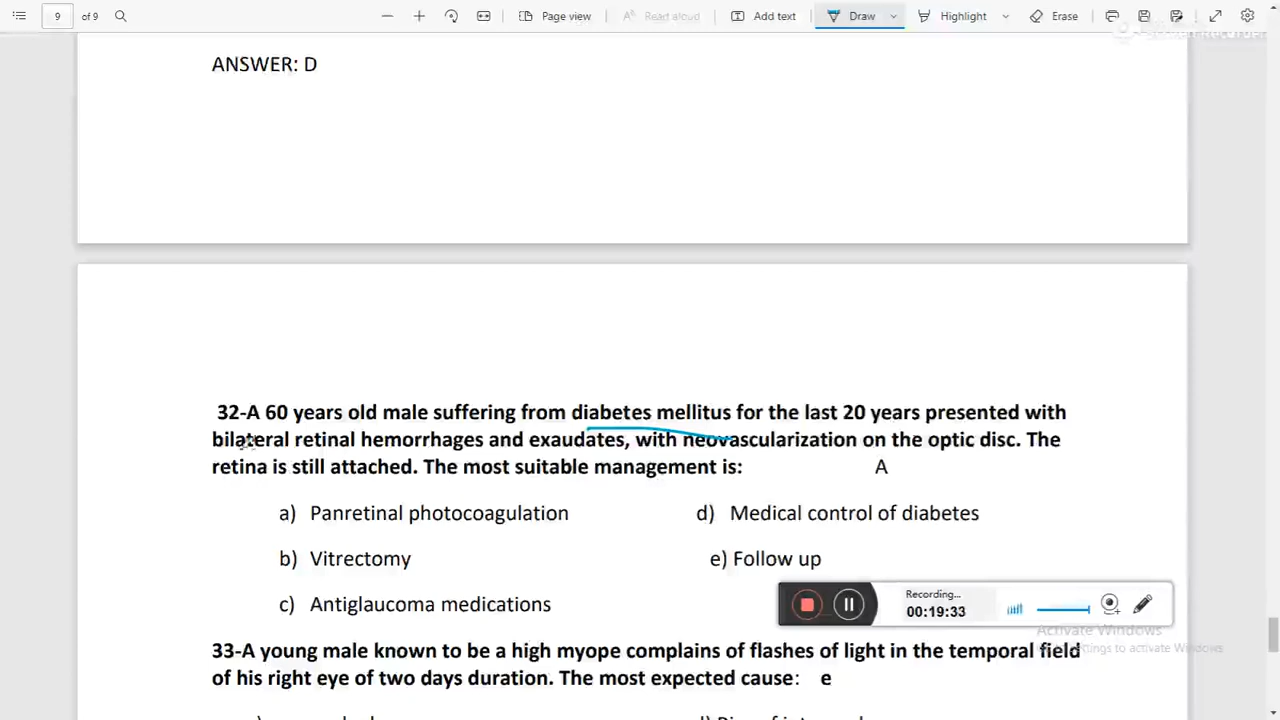 9 of 9 Page view Read aloud Add text Draw Highlight Erase
ANSWER: D
32-A 60 years old male suffering from diabetes mellitus for the last 20 years presented with
bilateral retinal hemorrhages and exaudates, with neovascularization on the optic disc. The
retina is still attached. The most suitable management is: A
a) Panretinal photocoagulation d) Medical control of diabetes
b) Vitrectomy e) Follow up
c) Antiglaucoma medications
Recording...
00:19:33
Activate Windows
to Settings to activate Windows
33-A young male known to be a high myope complains of flashes of light in the temporal field
of his right eye of two days duration. The most expected cause: e